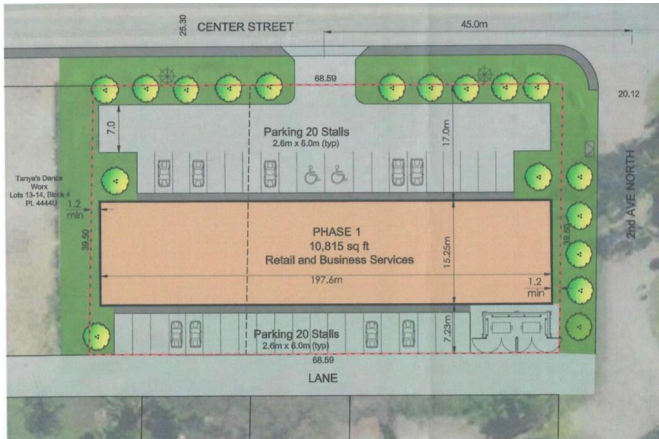 25.30
CENTER STREET
45.0m
68.59
20.12
7.0
Parking 20 Stalls
2.6m x 6.0m (typ)
17.0m
Tanya's Dance
Worx
Lots 13-14, Block 4
Pl. 4444U
1.2
min
39.50
PHASE 1
10,815 sq ft
Retail and Business Services
197.6m
15.25m
1.2
min
39.50
2nd AVE NORTH
Parking 20 Stalls
2.6m x 6.0m (typ)
7.23m
68.59
LANE